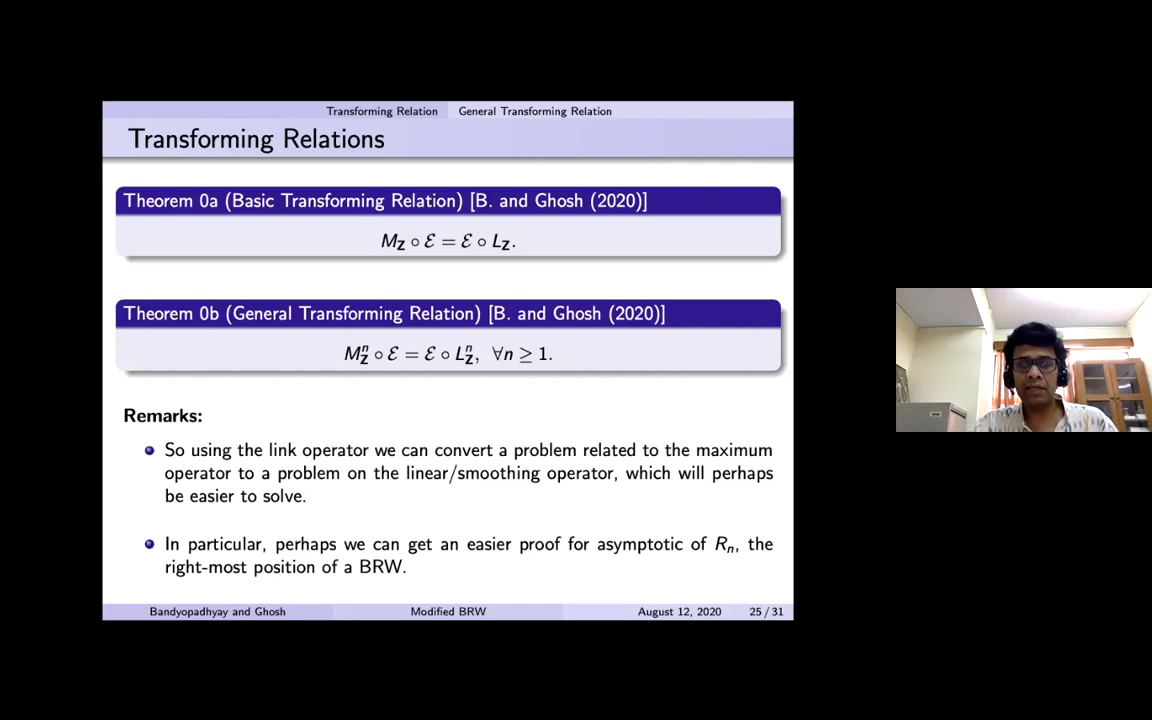 Transforming Relation General Transforming Relation
Transforming Relations
Theorem 0a (Basic Transforming Relation) [B. and Ghosh (2020)]
M_Z ∘ ℰ = ℰ ∘ L_Z.
Theorem 0b (General Transforming Relation) [B. and Ghosh (2020)]
M_Z^n ∘ ℰ = ℰ ∘ L_Z^n, ∀n ≥ 1.
Remarks:
So using the link operator we can convert a problem related to the maximum
operator to a problem on the linear/smoothing operator, which will perhaps
be easier to solve.
In particular, perhaps we can get an easier proof for asymptotic of R_n, the
right-most position of a BRW.
Bandyopadhyay and Ghosh Modified BRW August 12, 2020 25 / 31